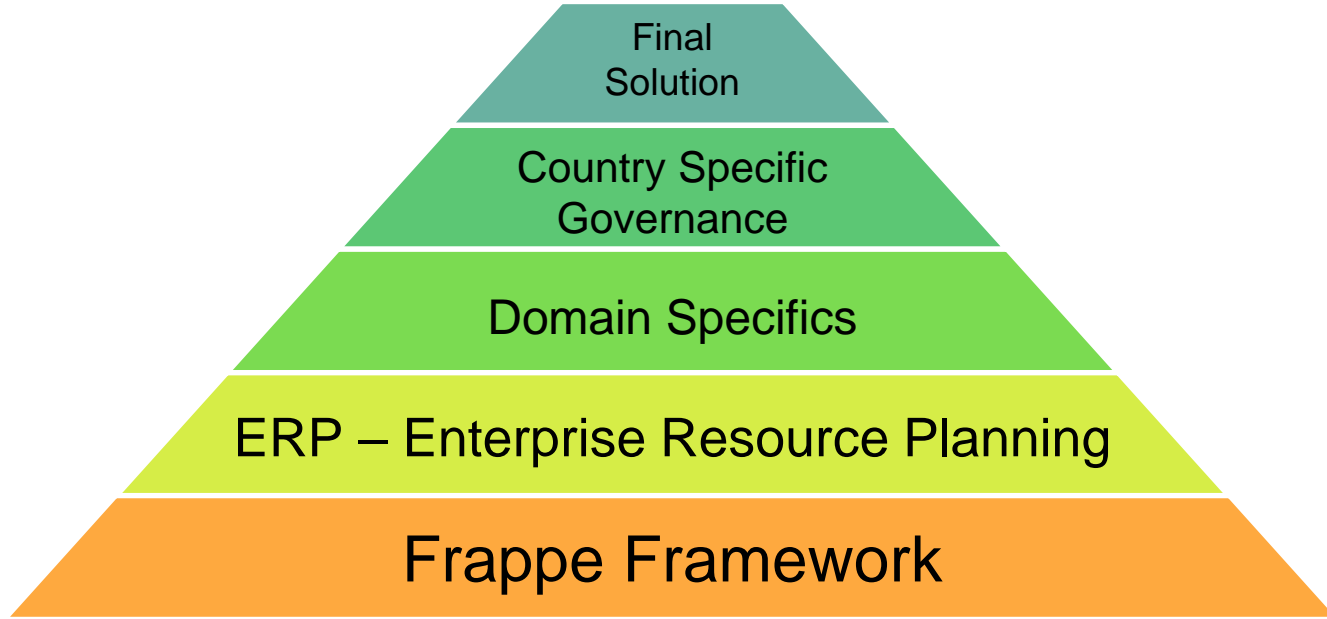 Final
Solution
Country Specific
Governance
Domain Specifics
ERP – Enterprise Resource Planning
Frappe Framework